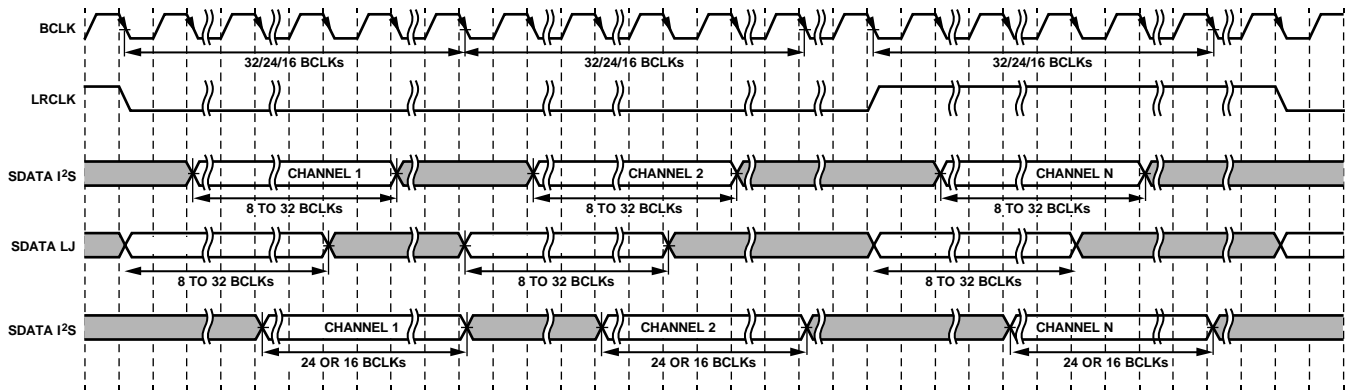 BCLK
32/24/16 BCLKs
32/24/16 BCLKs
32/24/16 BCLKs
LRCLK
SDATA I²S
CHANNEL 1
CHANNEL 2
CHANNEL N
8 TO 32 BCLKs
8 TO 32 BCLKs
8 TO 32 BCLKs
SDATA LJ
8 TO 32 BCLKs
8 TO 32 BCLKs
8 TO 32 BCLKs
SDATA I²S
CHANNEL 1
CHANNEL 2
CHANNEL N
24 OR 16 BCLKs
24 OR 16 BCLKs
24 OR 16 BCLKs